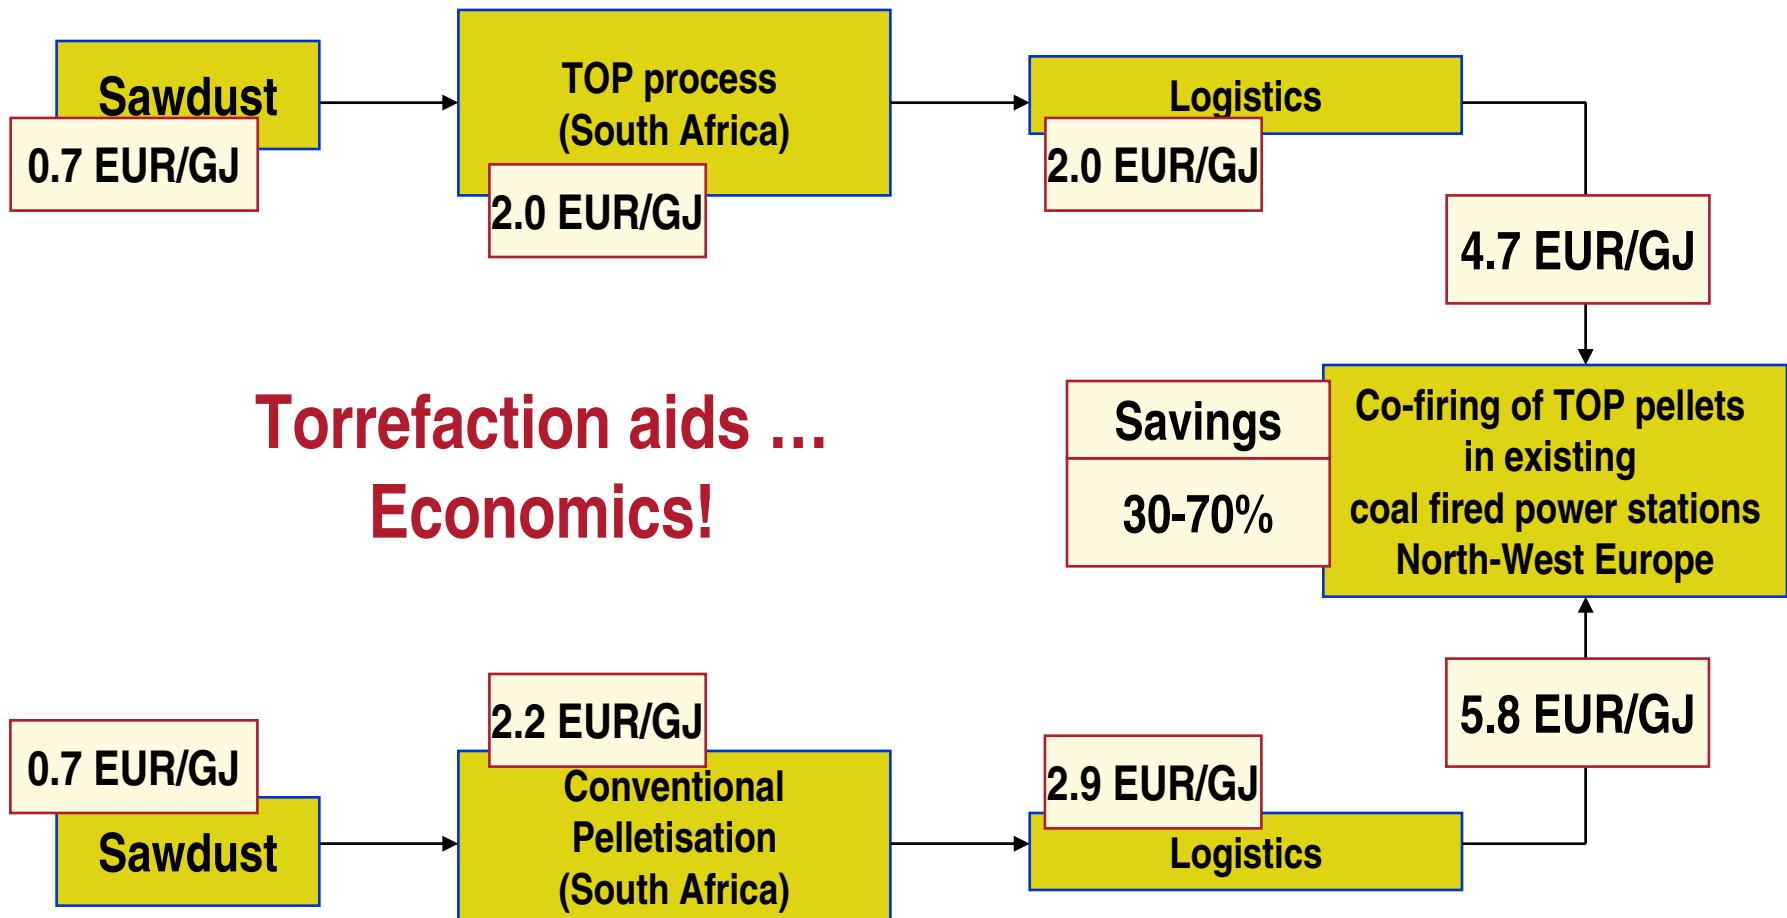 Sawdust
0.7 EUR/GJ
TOP process
(South Africa)
2.0 EUR/GJ
Logistics
2.0 EUR/GJ
4.7 EUR/GJ
Torrefaction aids ...
Economics!
Savings
30-70%
Co-firing of TOP pellets
in existing
coal fired power stations
North-West Europe
0.7 EUR/GJ
Sawdust
2.2 EUR/GJ
Conventional
Pelletisation
(South Africa)
2.9 EUR/GJ
Logistics
5.8 EUR/GJ